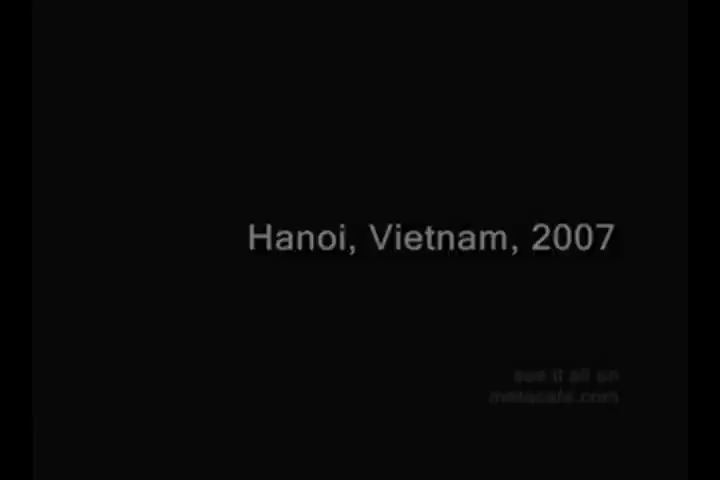 Hanoi, Vietnam, 2007
see it all on
metacafe.com